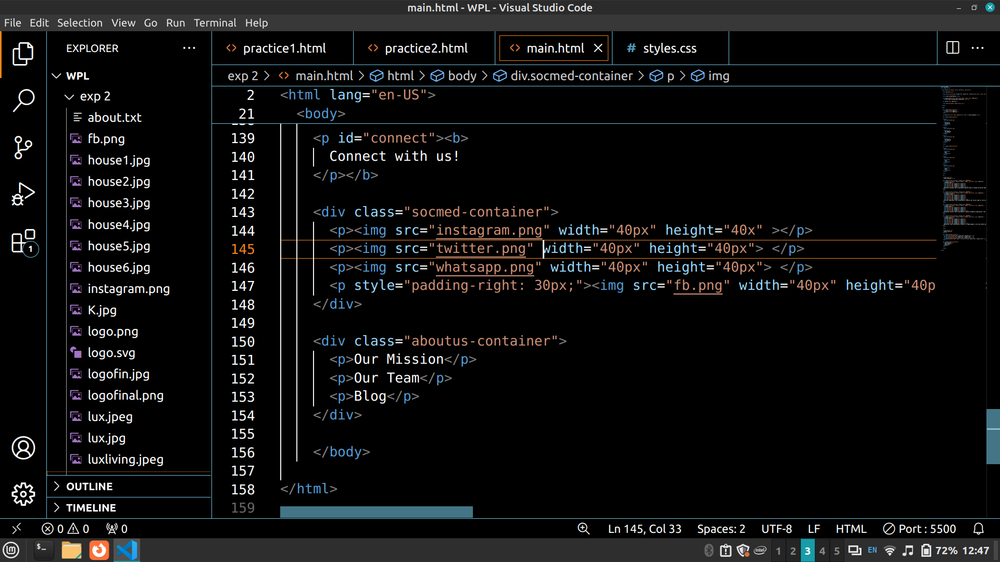 main.html - WPL - Visual Studio Code
File Edit Selection View Go Run Terminal Help
EXPLORER
WPL
exp 2
about.txt
fb.png
house1.jpg
house2.jpg
house3.jpg
house4.jpg
house5.jpg
house6.jpg
instagram.png
K.jpg
logo.png
logo.svg
logofin.jpg
logofinal.png
lux.jpeg
lux.jpg
luxliving.jpeg
OUTLINE
TIMELINE
1
practice1.html practice2.html main.html # styles.css
exp 2 > main.html > html > body > div.socmed-container > p > img
2 <html lang="en-US">
21 <body>
139 <p id="connect"><b>
140 Connect with us!
141 </p></b>
142
143 <div class="socmed-container">
144 <p><img src="instagram.png" width="40px" height="40x" ></p>
145 <p><img src="twitter.png" width="40px" height="40px"> </p>
146 <p><img src="whatsapp.png" width="40px" height="40px"> </p>
147 <p style="padding-right: 30px;"><img src="fb.png" width="40px" height="40p
148 </div>
149
150 <div class="aboutus-container">
151 <p>Our Mission</p>
152 <p>Our Team</p>
153 <p>Blog</p>
154 </div>
155
156 </body>
157
158 </html>
159
0 0 0 Ln 145, Col 33 Spaces: 2 UTF-8 LF HTML Port : 5500
intel 1 2 3 4 5 EN 72% 12:47